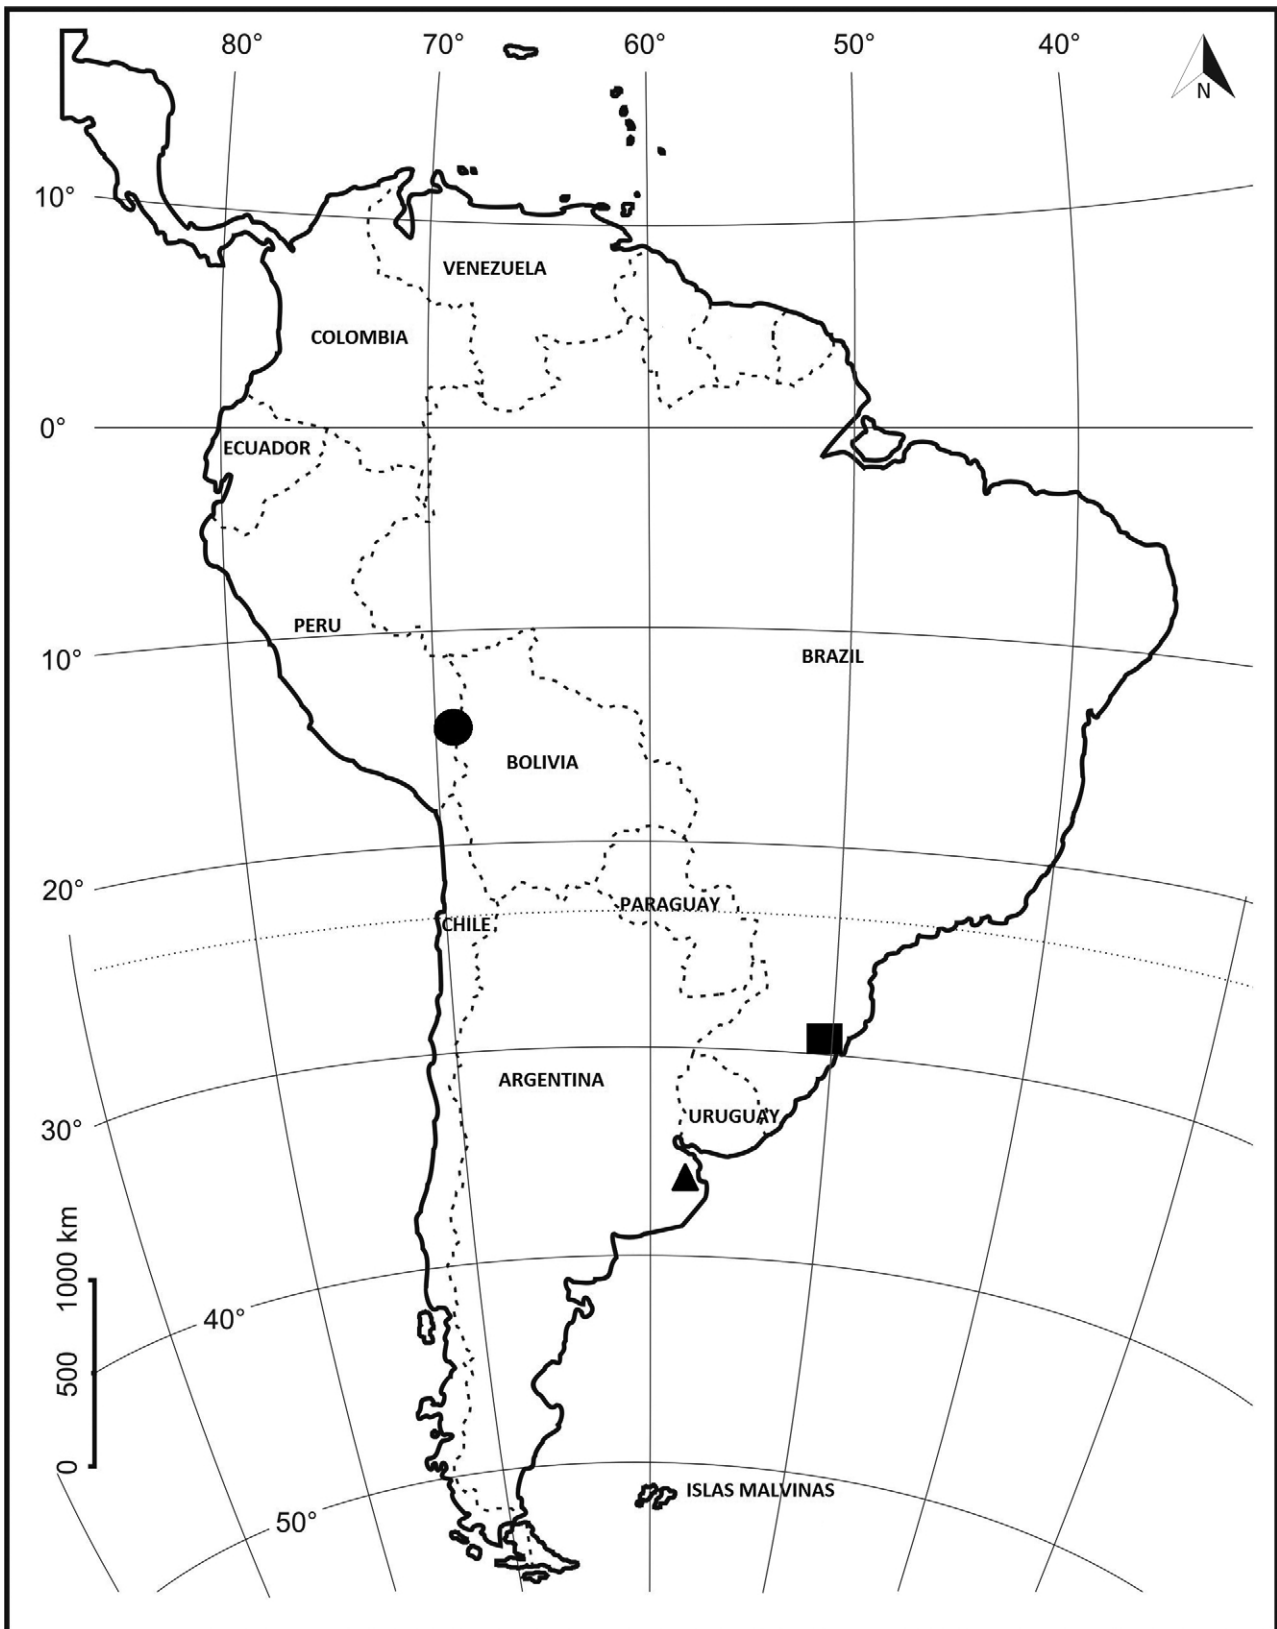 80° 70° 60° 50° 40°
N
10°
VENEZUELA
COLOMBIA
0°
ECUADOR
PERU
10°
BRAZIL
BOLIVIA
20°
PARAGUAY
CHILE
ARGENTINA
URUGUAY
30°
1000 km
40°
500
0
ISLAS MALVINAS
50°